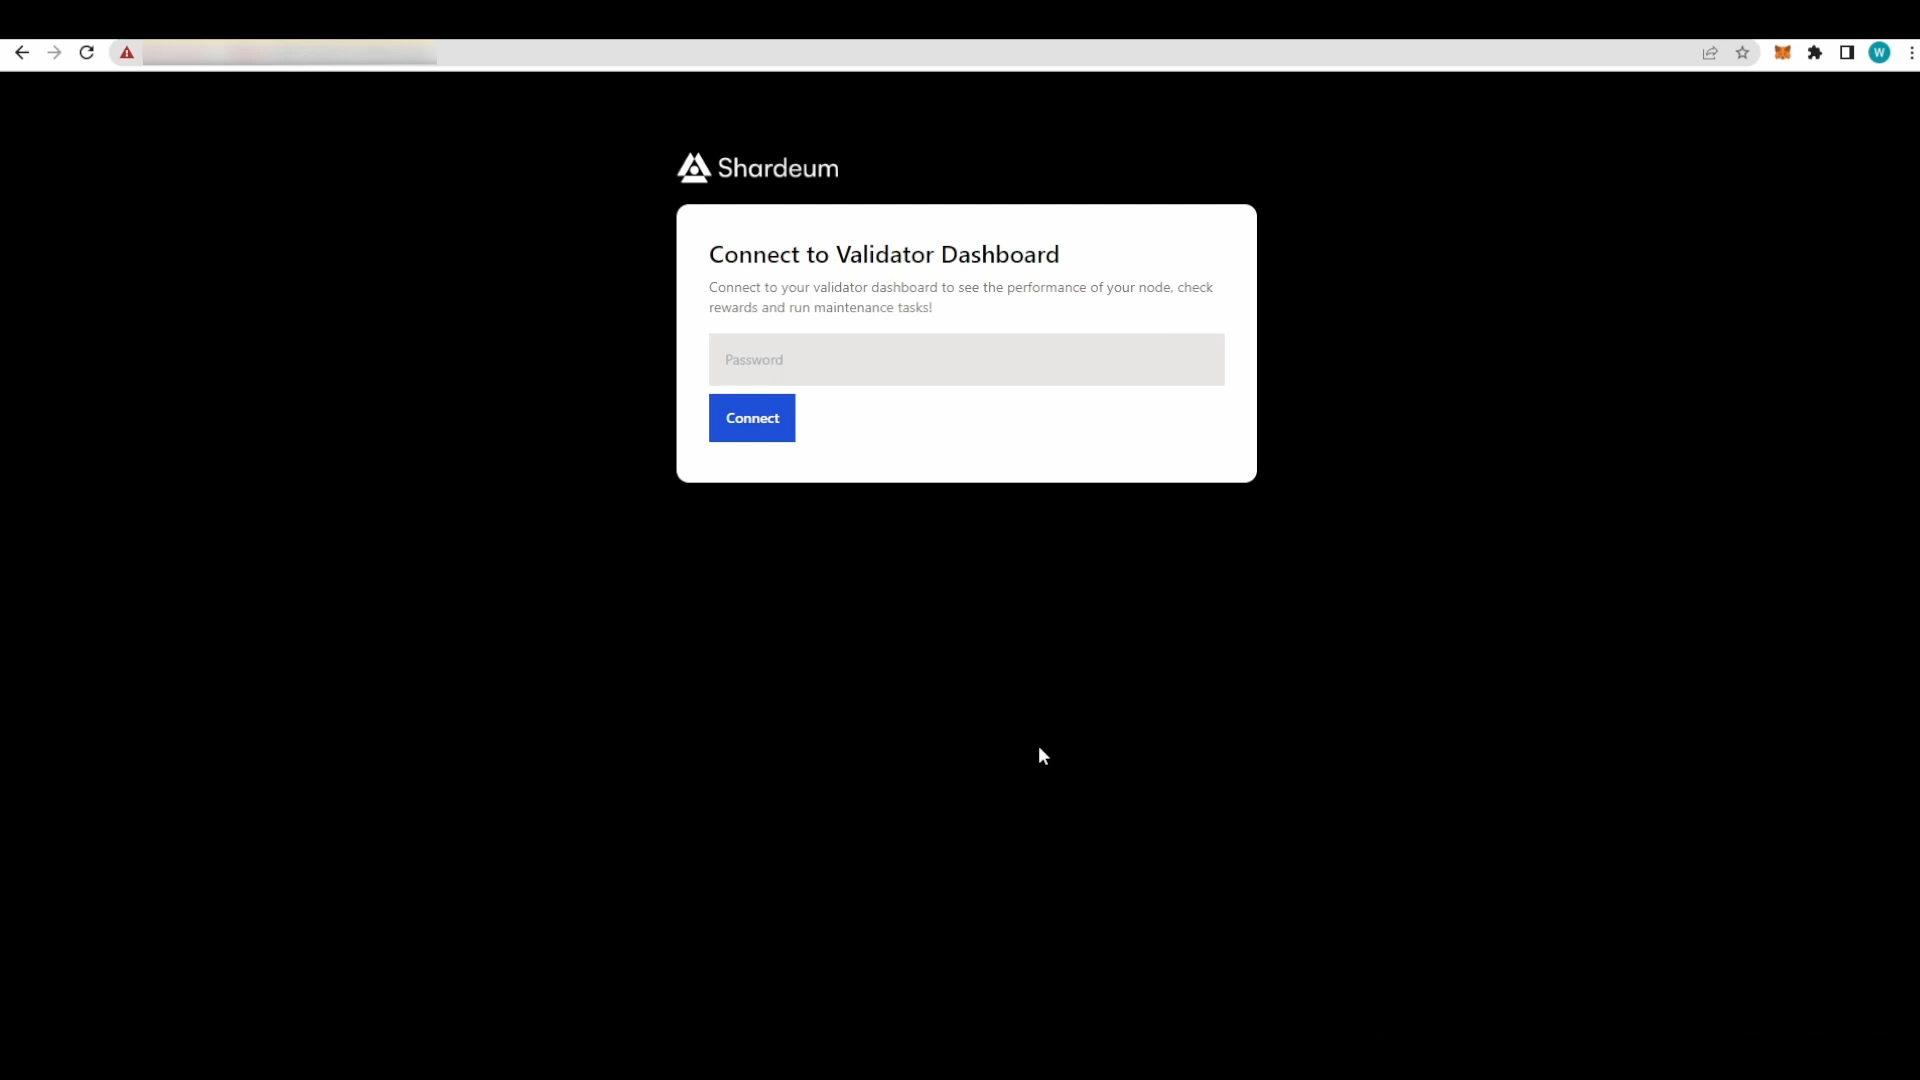 W
Shardeum
Connect to Validator Dashboard
Connect to your validator dashboard to see the performance of your node, check
rewards and run maintenance tasks!
Password
Connect